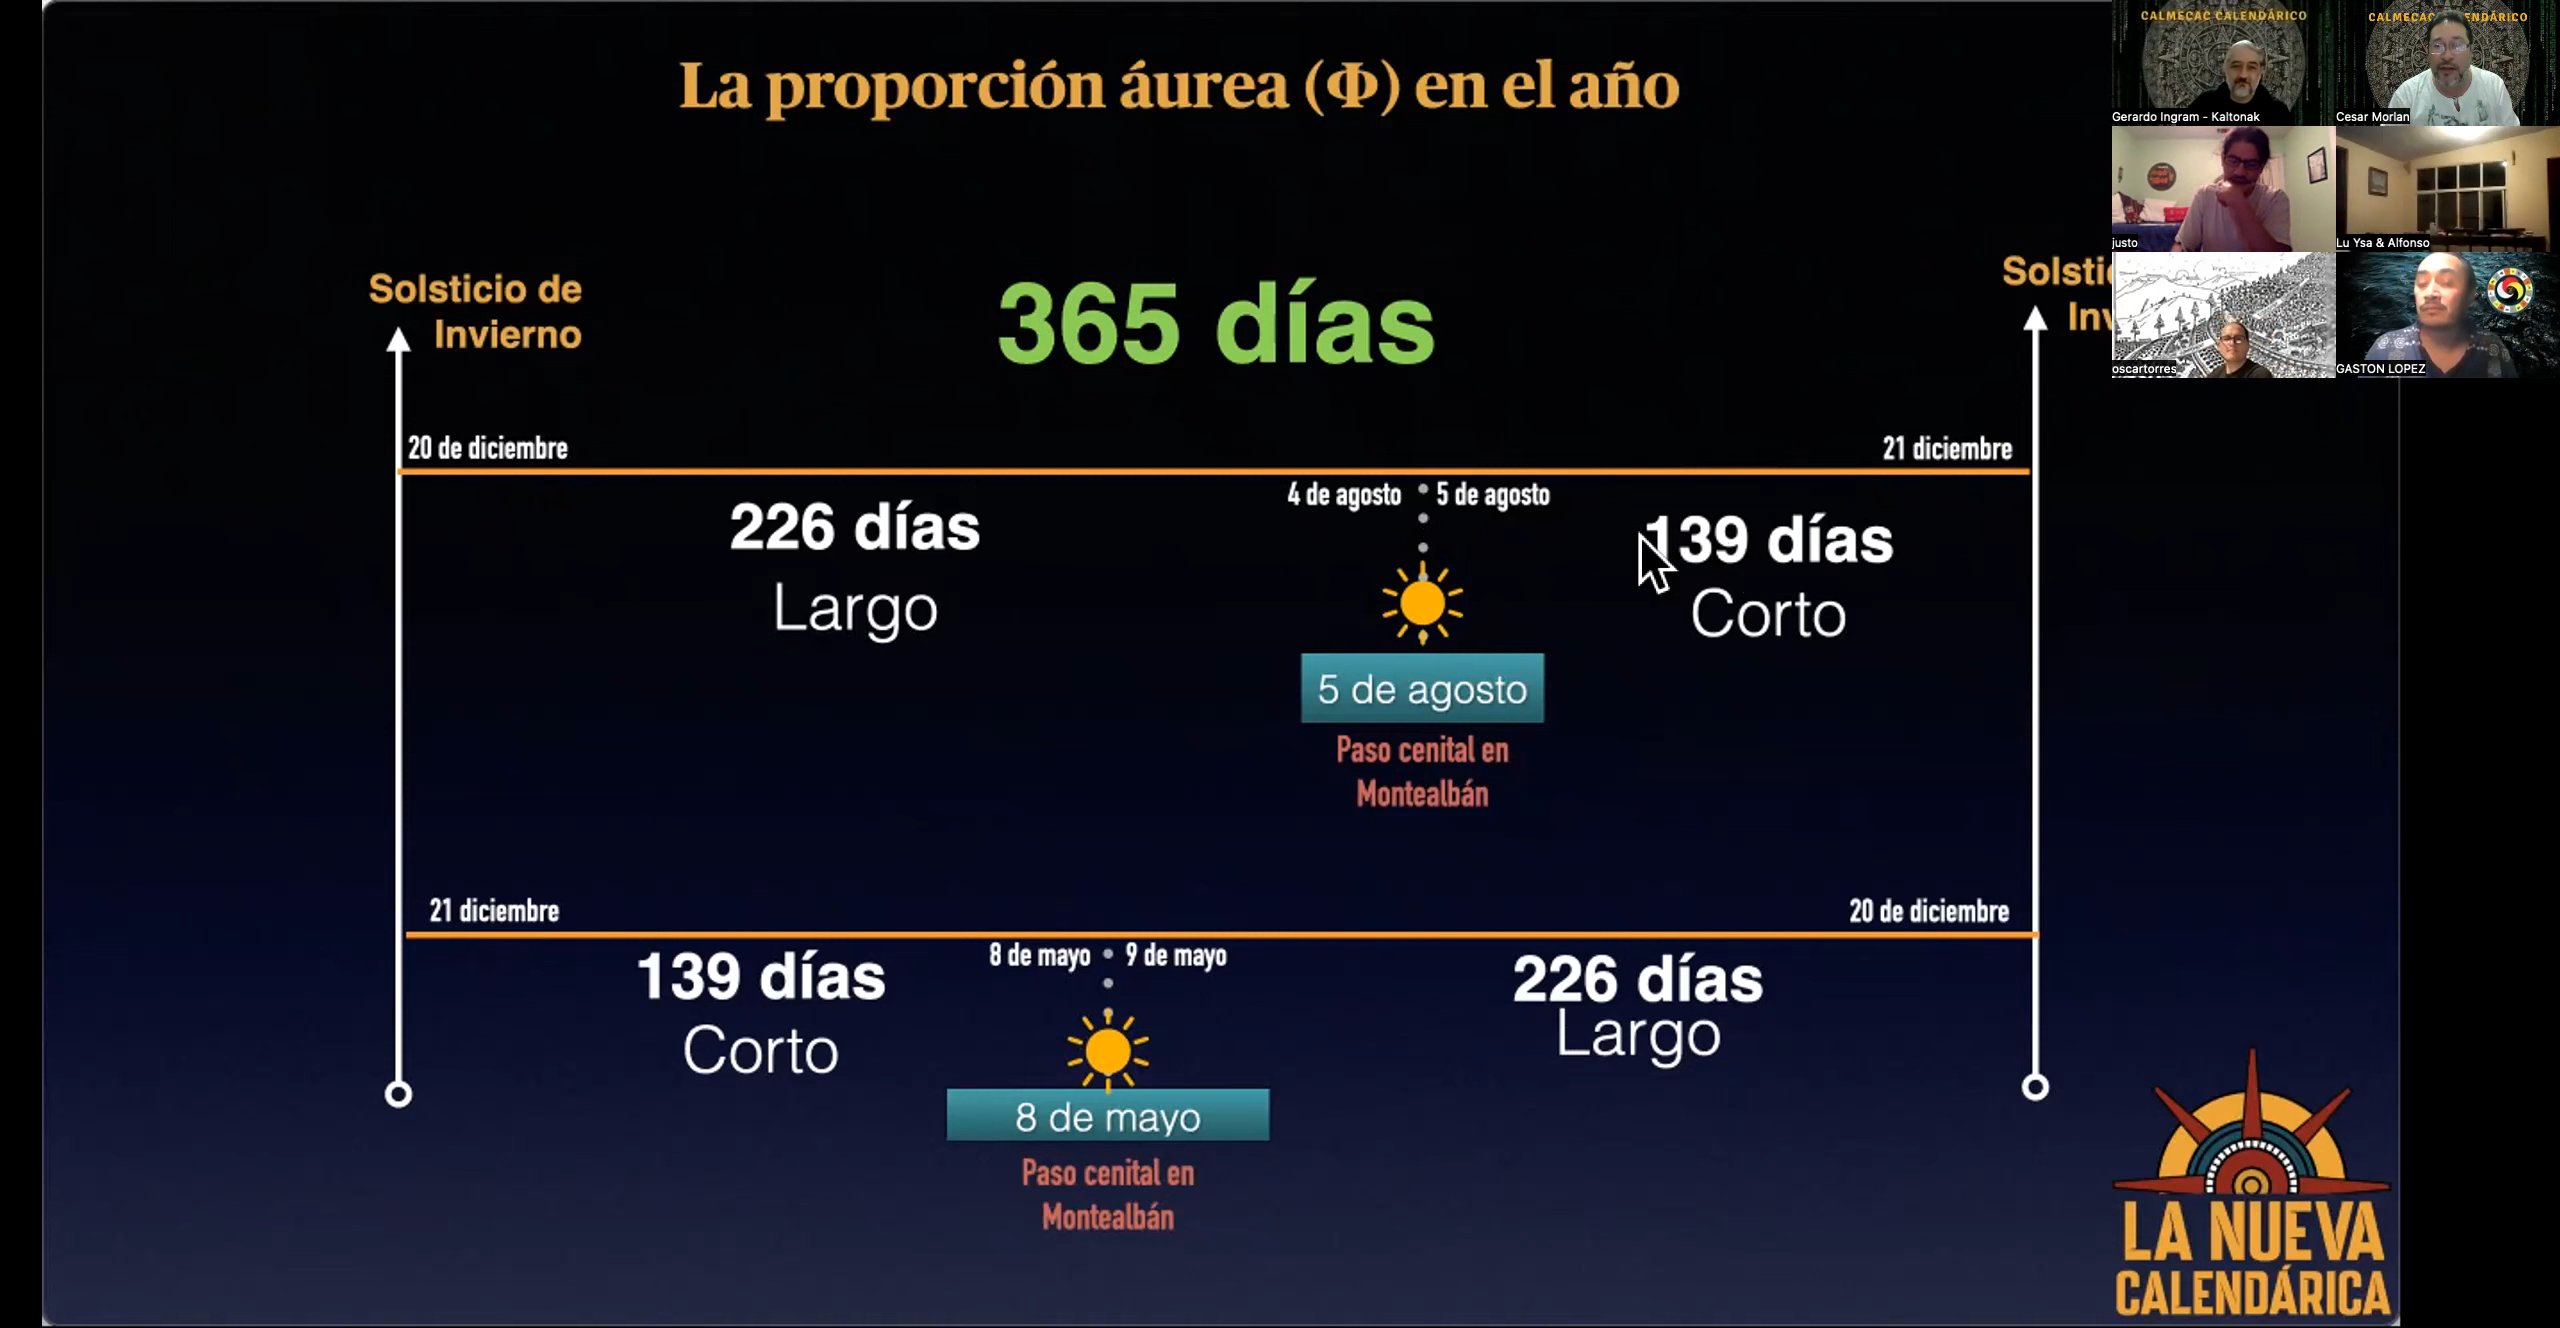 La proporción áurea (Φ) en el año
CALMECAC CALENDÁRICO
Gerardo Ingram - Kaltonak
Cesar Morlan
justo
Lu Ysa & Alfonso
oscartorres
GASTON LOPEZ
Solsticio de
Invierno
365 días
20 de diciembre
21 diciembre
226 días
Largo
4 de agosto
5 de agosto
139 días
Corto
5 de agosto
Paso cenital en
Montealbán
21 diciembre
20 de diciembre
139 días
Corto
8 de mayo
9 de mayo
226 días
Largo
8 de mayo
Paso cenital en
Montealbán
LA NUEVA
CALENDÁRICA